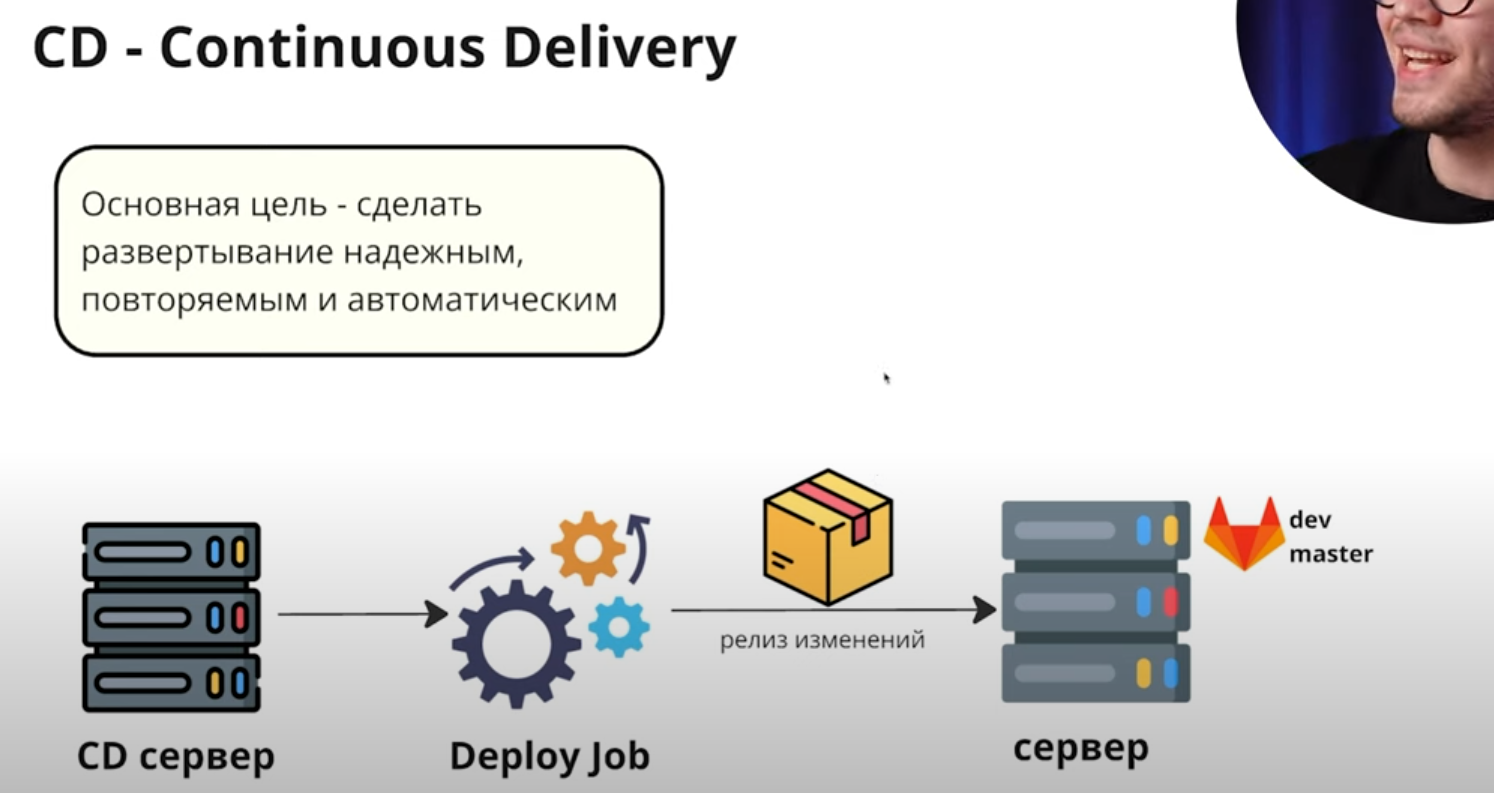 CD - Continuous Delivery
Основная цель - сделать
развертывание надежным,
повторяемым и автоматическим
dev
master
релиз изменений
CD сервер
Deploy Job
сервер